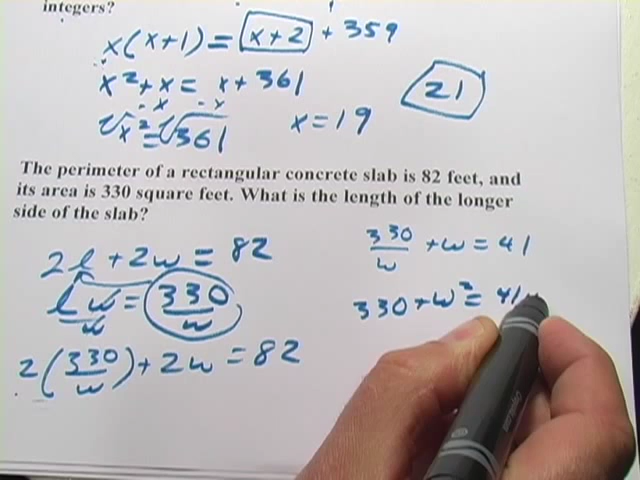 integers?
x(x+1) = x+2 + 359
x²+x = x+361
-x -x
√x² = √361 x=19
21
The perimeter of a rectangular concrete slab is 82 feet, and
its area is 330 square feet. What is the length of the longer
side of the slab?
2l + 2w = 82
lw/w = 330/w
2(330/w) + 2w = 82
330/w + w = 41
330 + w² = 41